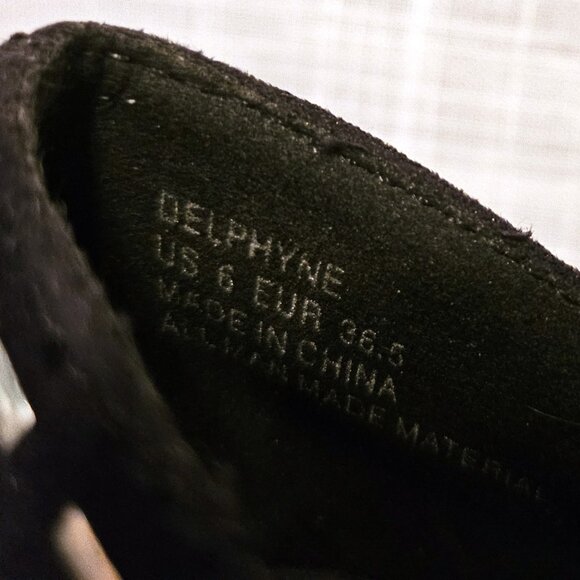 DELPHYNE
US 6 EUR 36.5
MADE IN CHINA
ALL MAN MADE MATERIAL